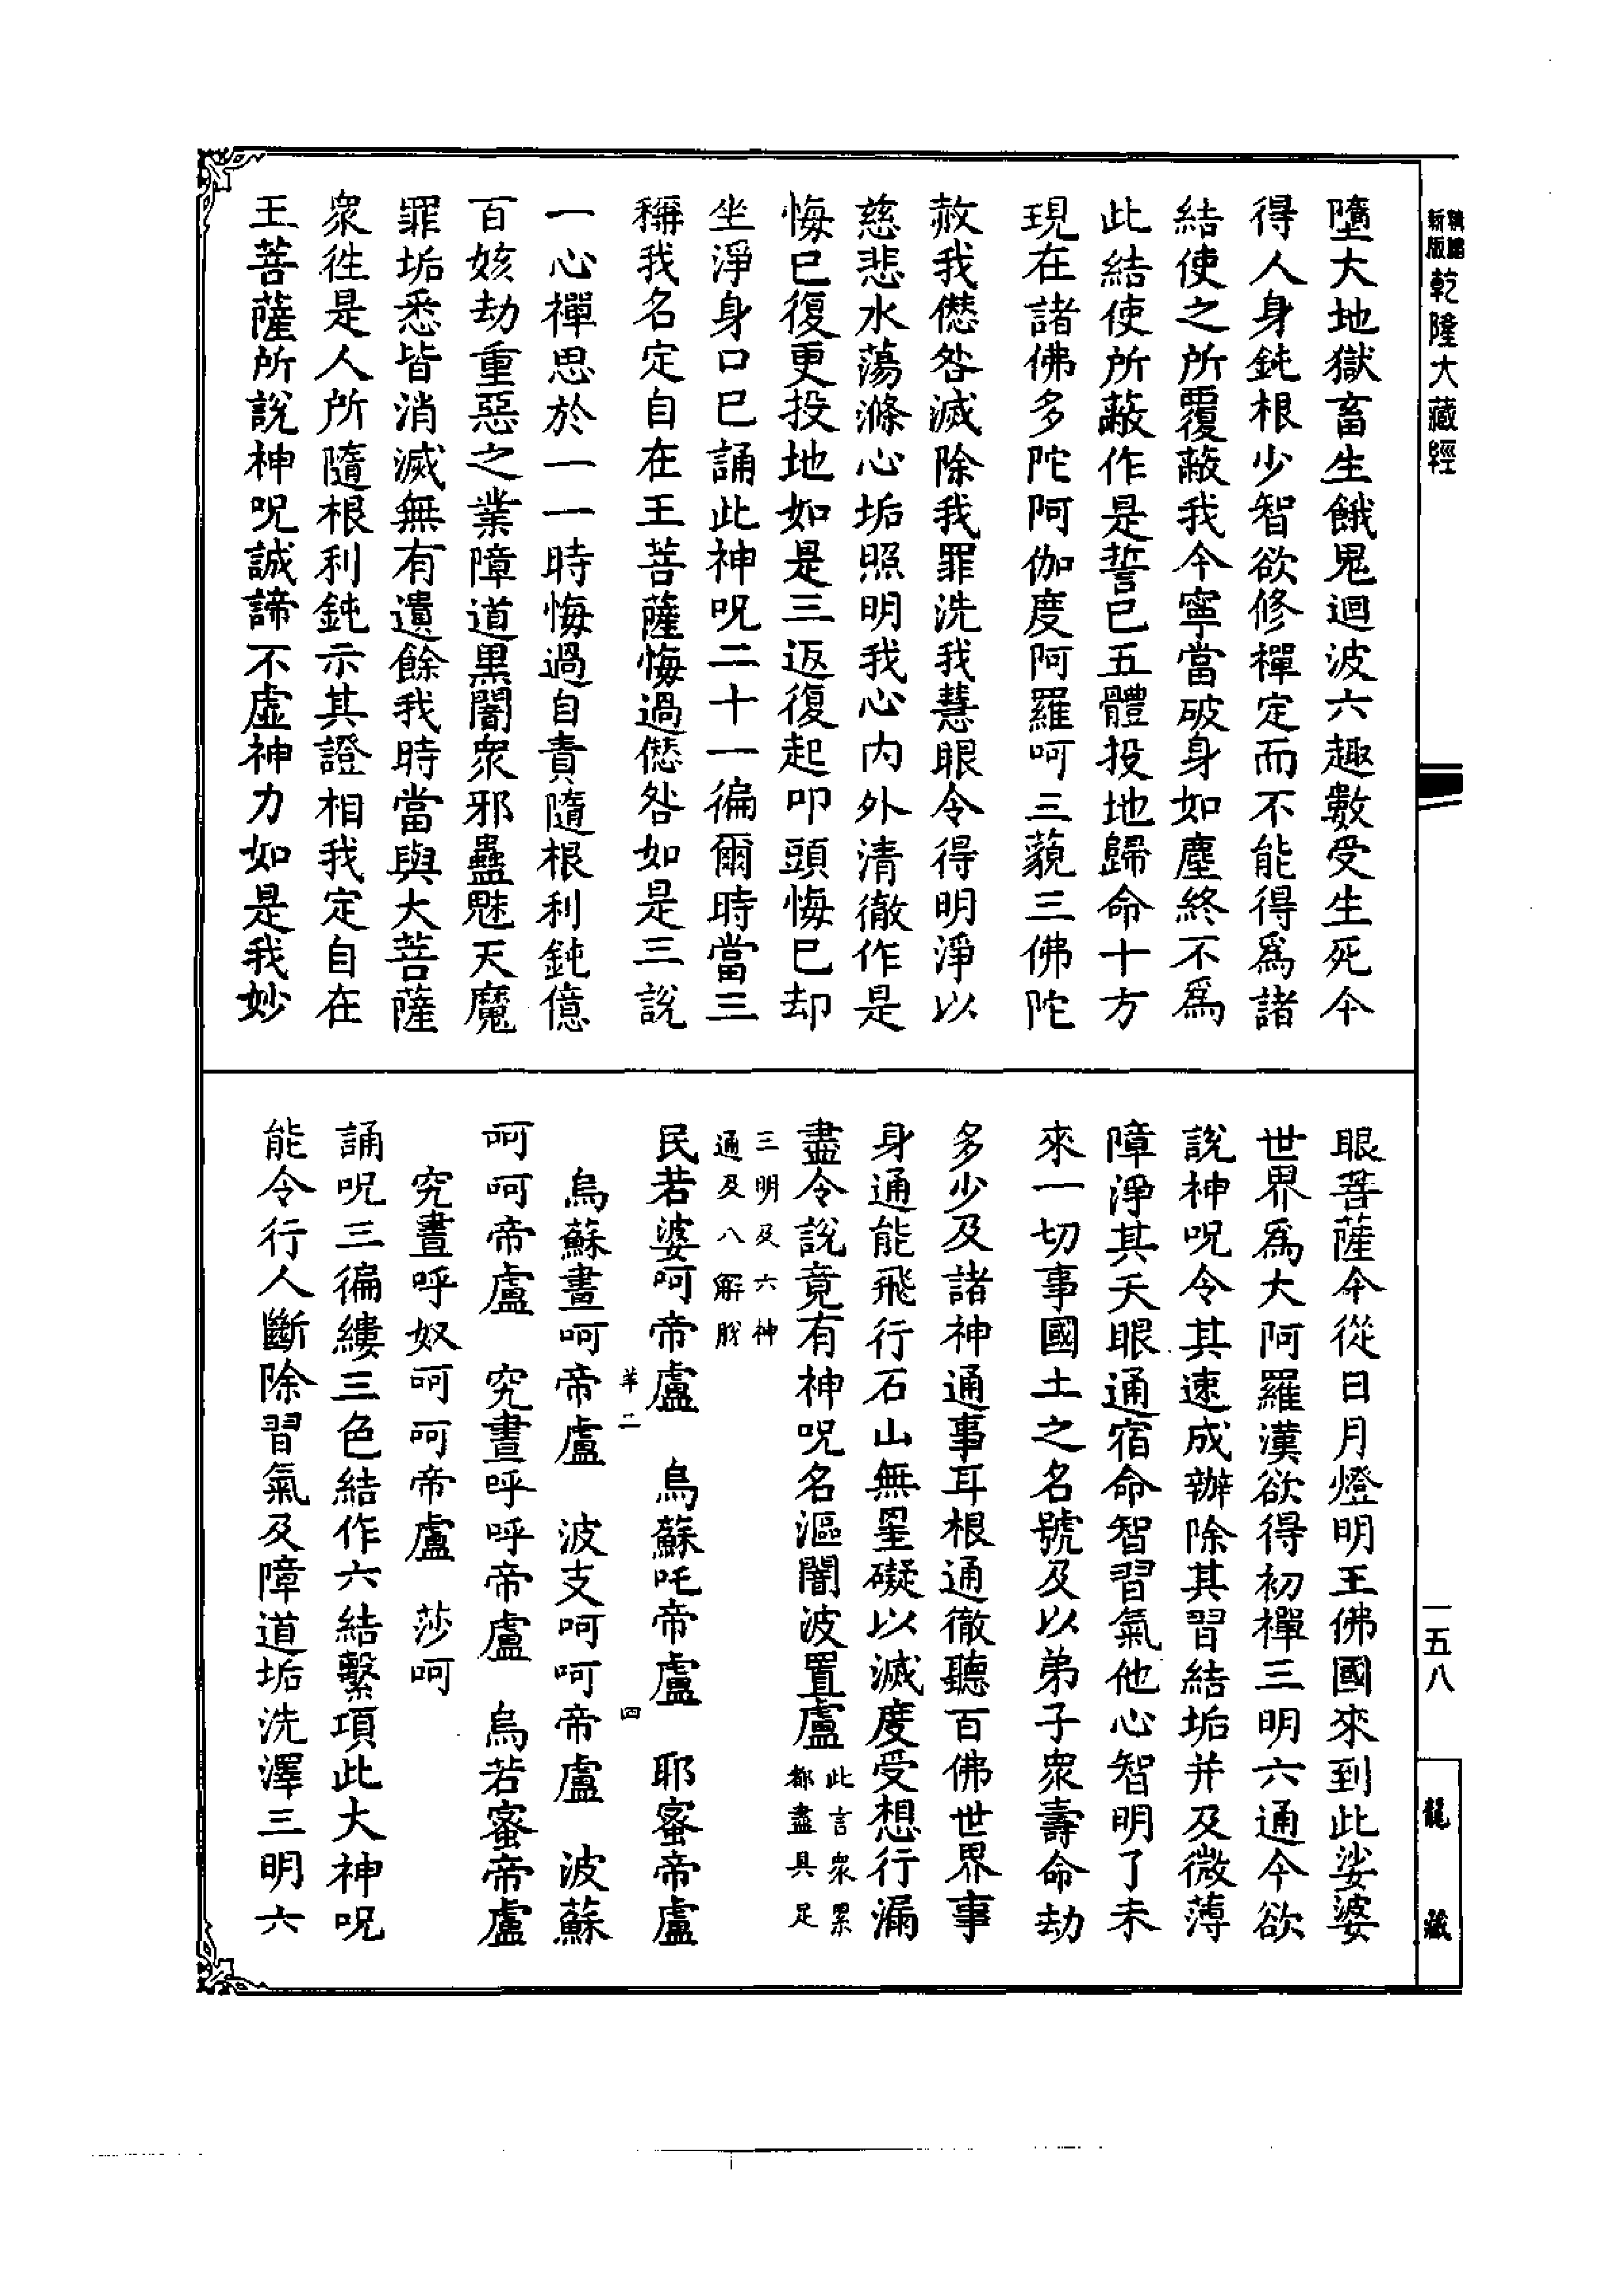 新版
乾隆大藏經
墮大地獄畜生餓鬼迴波六趣數受生死今
得人身鈍根少智欲修禪定而不能得爲諸
結使之所覆蔽我今寧當破身如塵終不爲
此結使所蔽作是誓已五體投地歸命十方
現在諸佛多陀阿伽度阿羅呵三藐三佛陀
赦我僽咎滅除我罪洗我慧眼令得明淨以
慈悲水蕩滌心垢照明我心內外清徹作是
悔已復更投地如是三返復起叩頭悔已却
坐淨身口已誦此神呪二十一徧爾時當三
稱我名定自在王菩薩悔過愆咎如是三說
一心禪思於一一時悔過自責隨根利鈍億
百姟劫重惡之業障道黑闇衆邪蠱魅天魔
罪垢悉皆消滅無有遺餘我時當與大菩薩
衆徃是人所隨根利鈍示其證相我定自在
王菩薩所說神呪誠諦不虛神力如是我妙
眼菩薩今從日月燈明王佛國來到此娑婆
世界爲大阿羅漢欲得初禪三明六通今欲
說神呪令其速成辦除其習結垢并及微薄
障淨其天眼通宿命智習氣他心智明了未
來一切事國土之名號及以弟子衆壽命劫
多少及諸神通事耳根通徹聽百佛世界事
身通能飛行石山無罣礙以滅度受想行漏
盡令說竟有神呪名漚闇波置盧此言衆累都盡具足
三明及六神
通及八解脫
民若婆呵帝盧　烏蘇吒帝盧　耶蜜帝盧
烏蘇晝呵帝盧　波支呵呵帝盧　波蘇
呵呵帝盧　究晝呼呼帝盧　烏若蜜帝盧
究晝呼奴呵呵帝盧　莎呵
誦呪三徧縷三色結作六結繫項此大神呪
能令行人斷除習氣及障道垢洗澤三明六
一五八
龍藏